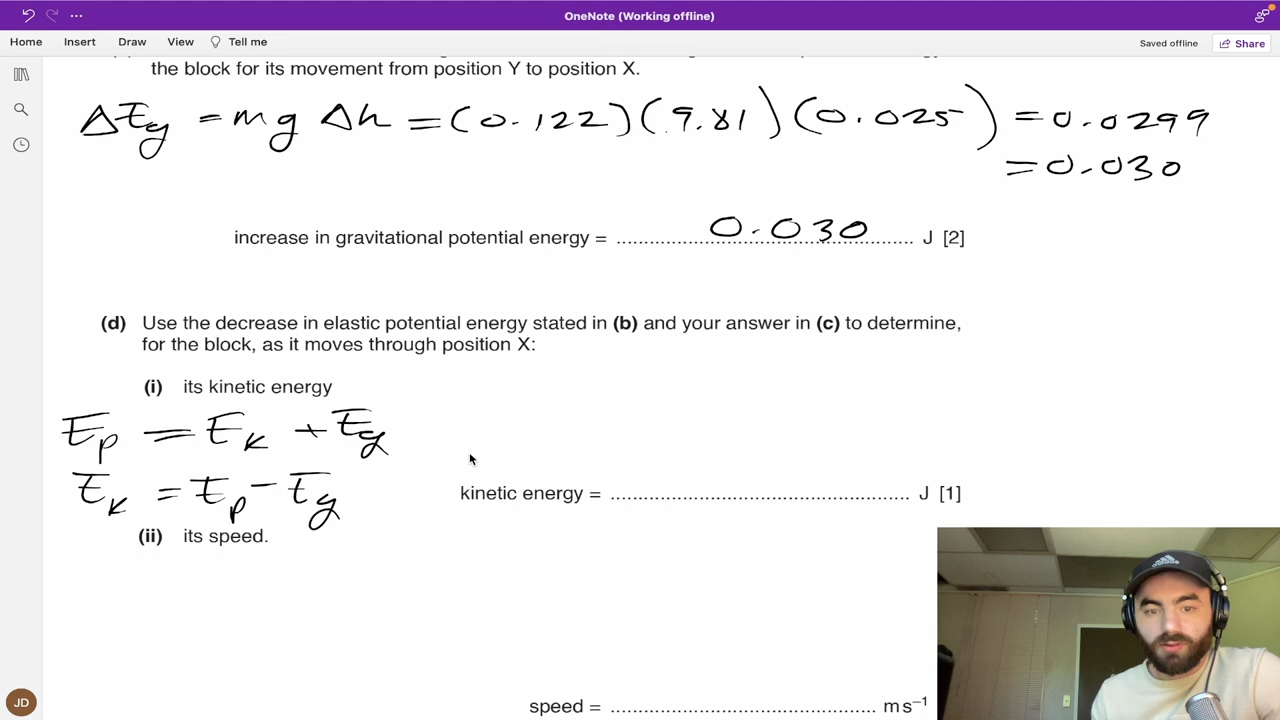 OneNote (Working offline)
Home Insert Draw View Tell me Saved offline Share
the block for its movement from position Y to position X.
ΔEg = mg Δh = (0.122)(9.81)(0.025) = 0.0299
= 0.030
increase in gravitational potential energy = 0.030 J [2]
(d) Use the decrease in elastic potential energy stated in (b) and your answer in (c) to determine,
for the block, as it moves through position X:
(i) its kinetic energy
Ep = Ek + Eg
Ek = Ep - Eg
kinetic energy = ........ J [1]
(ii) its speed.
speed = ........ m s⁻¹
JD